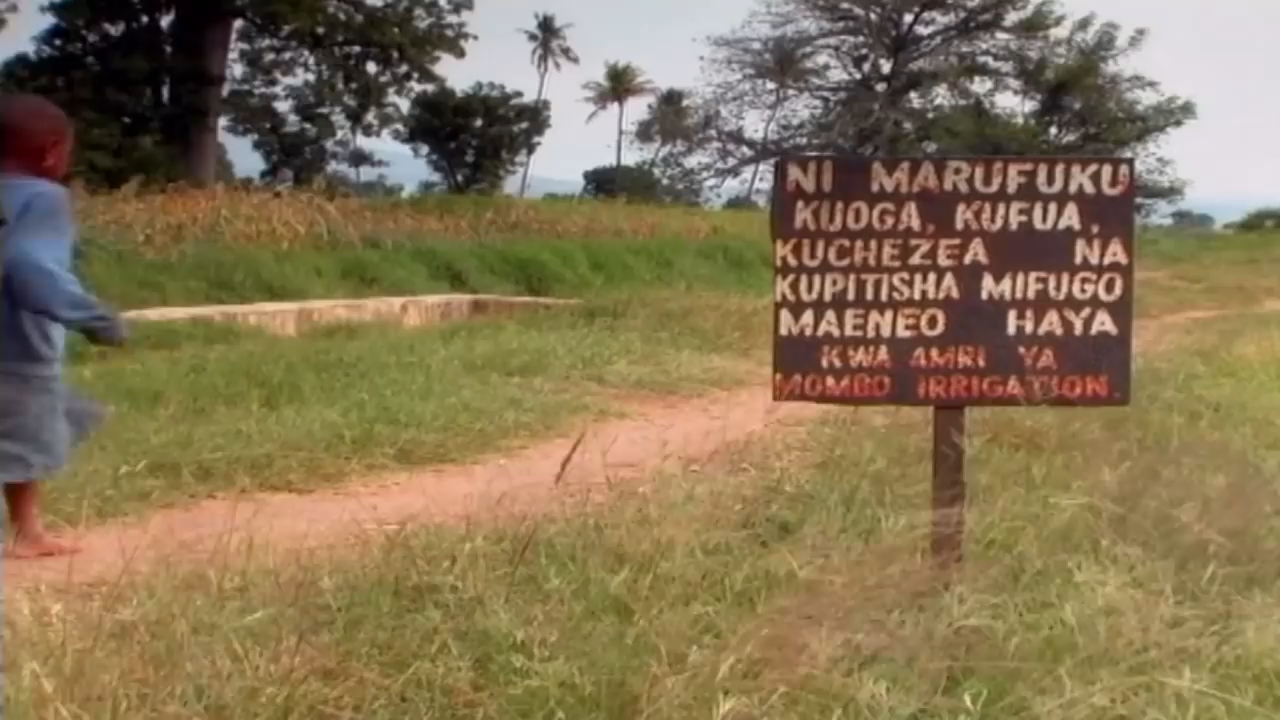 NI MARUFUKU
KUOGA, KUFUA,
KUCHEZEA NA
KUPITISHA MIFUGO
MAENEO HAYA
KWA AMRI YA
MOMBO IRRIGATION.